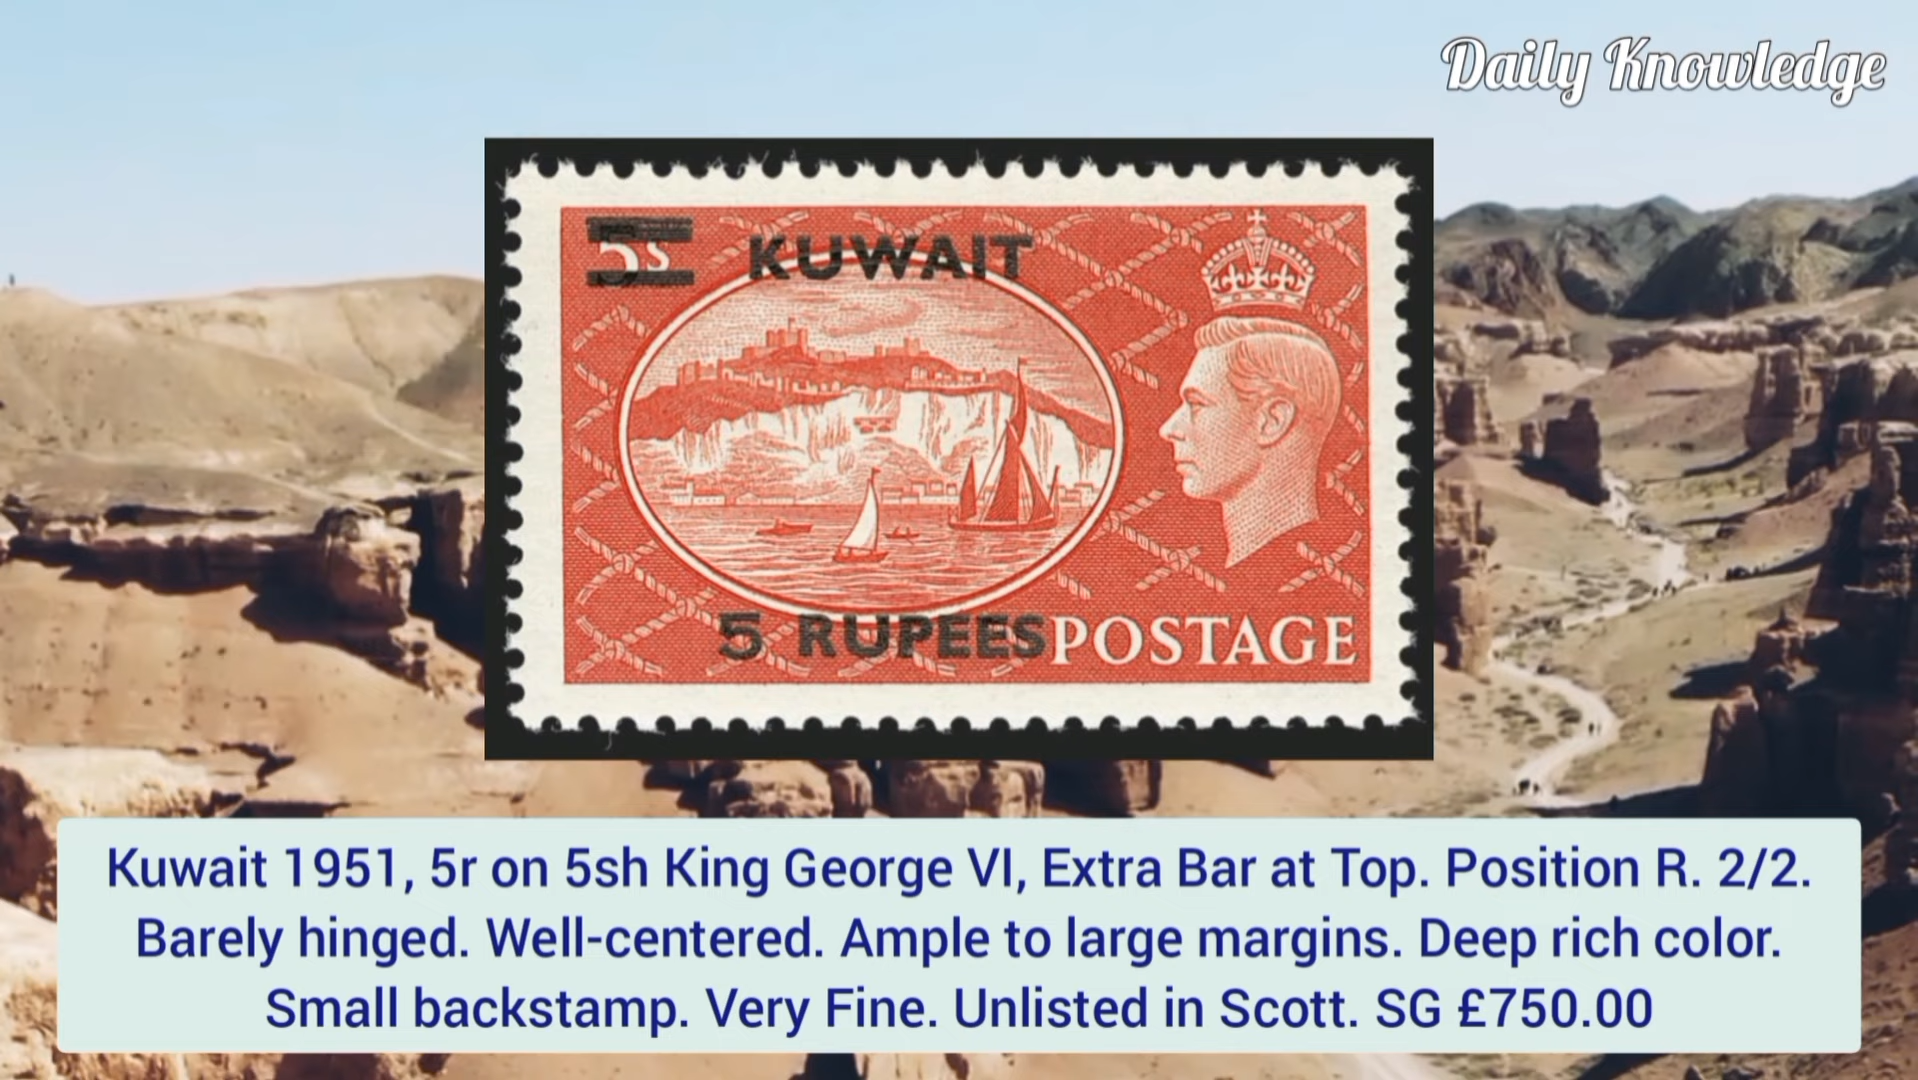 Daily Knowledge
5s
KUWAIT
5 RUPEES POSTAGE
Kuwait 1951, 5r on 5sh King George VI, Extra Bar at Top. Position R. 2/2.
Barely hinged. Well-centered. Ample to large margins. Deep rich color.
Small backstamp. Very Fine. Unlisted in Scott. SG £750.00